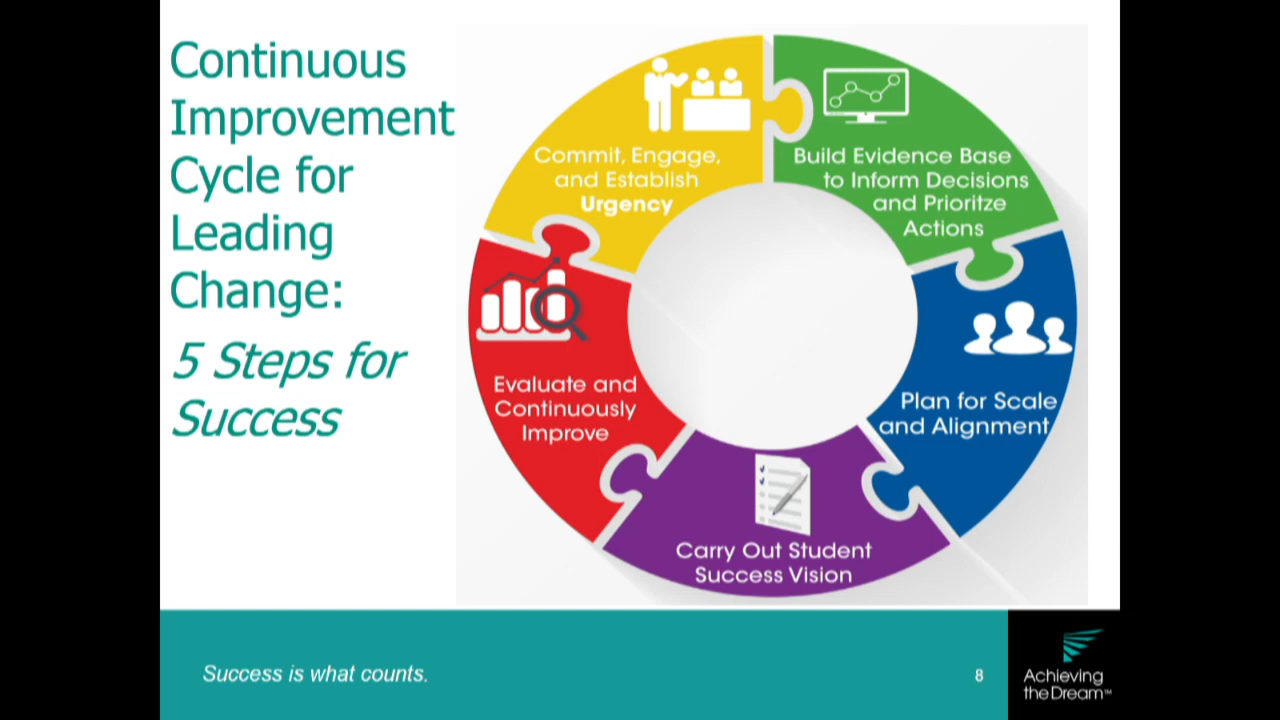 Continuous
Improvement
Cycle for
Leading
Change:
5 Steps for
Success
Commit, Engage,
and Establish
Urgency
Build Evidence Base
to Inform Decisions
and Prioritze
Actions
Plan for Scale
and Alignment
Carry Out Student
Success Vision
Evaluate and
Continuously
Improve
Success is what counts.
8
Achieving
the Dream™